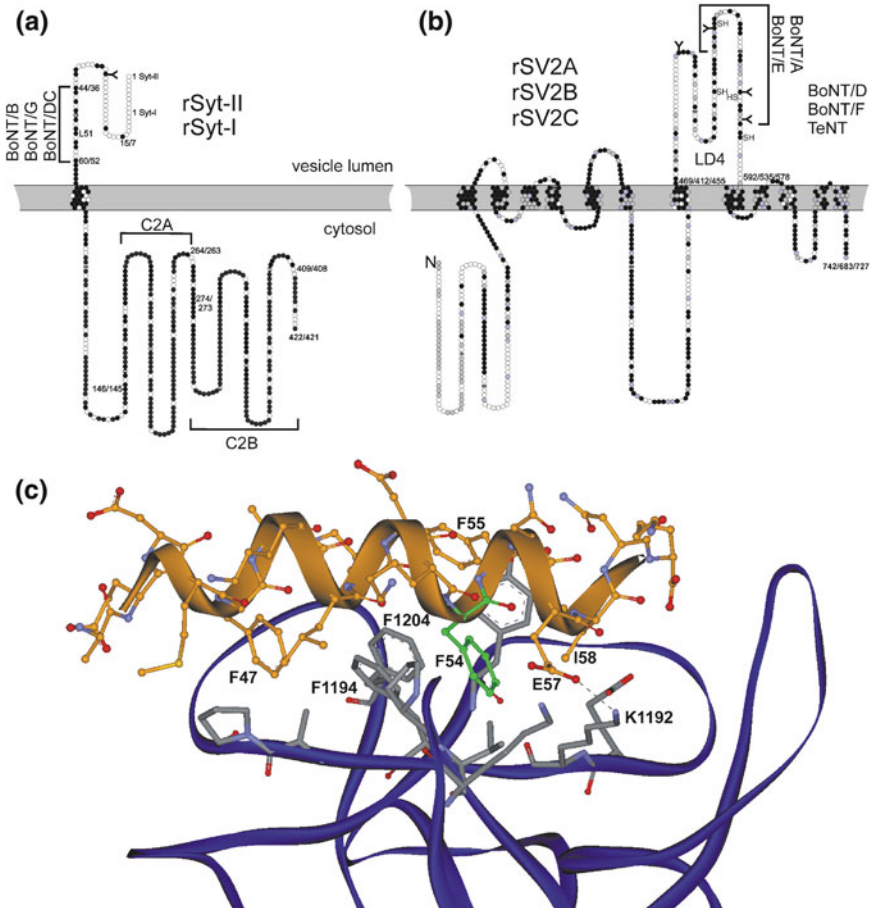 (a)
1 Syt-II
44/36
1 Syt-I
L51
15/7
60/52
BoNT/B
BoNT/G
BoNT/DC
rSyt-II
rSyt-I
vesicle lumen
cytosol
C2A
264/263
409/408
274/
273
422/421
146/145
C2B
(b)
rSV2A
rSV2B
rSV2C
SH
SH
HS
SH
BoNT/A
BoNT/E
BoNT/D
BoNT/F
TeNT
LD4
469/412/455
592/535/578
N
742/683/727
(c)
F55
F1204
F47
F54
F1194
I58
E57
K1192